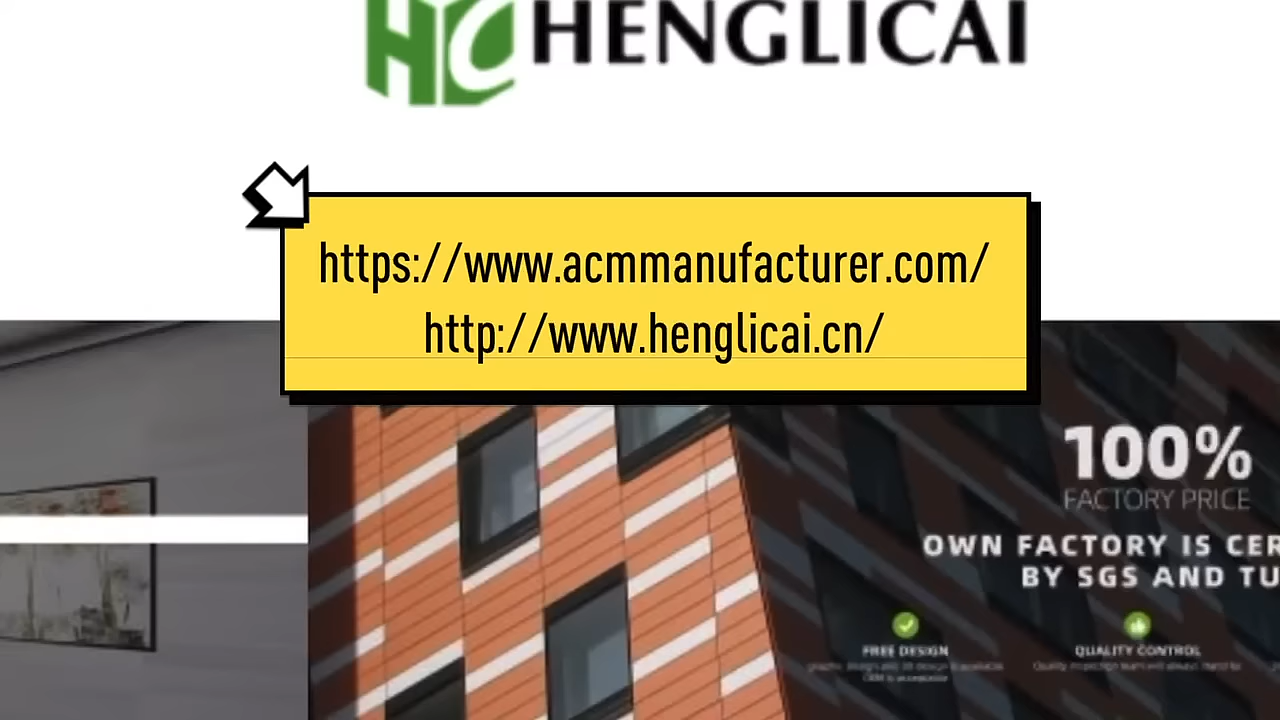 HC HENGLICAI
https://www.acmmanufacturer.com/
http://www.henglicai.cn/
100%
FACTORY PRICE
OWN FACTORY IS CER
BY SGS AND TU
FREE DESIGN
QUALITY CONTROL